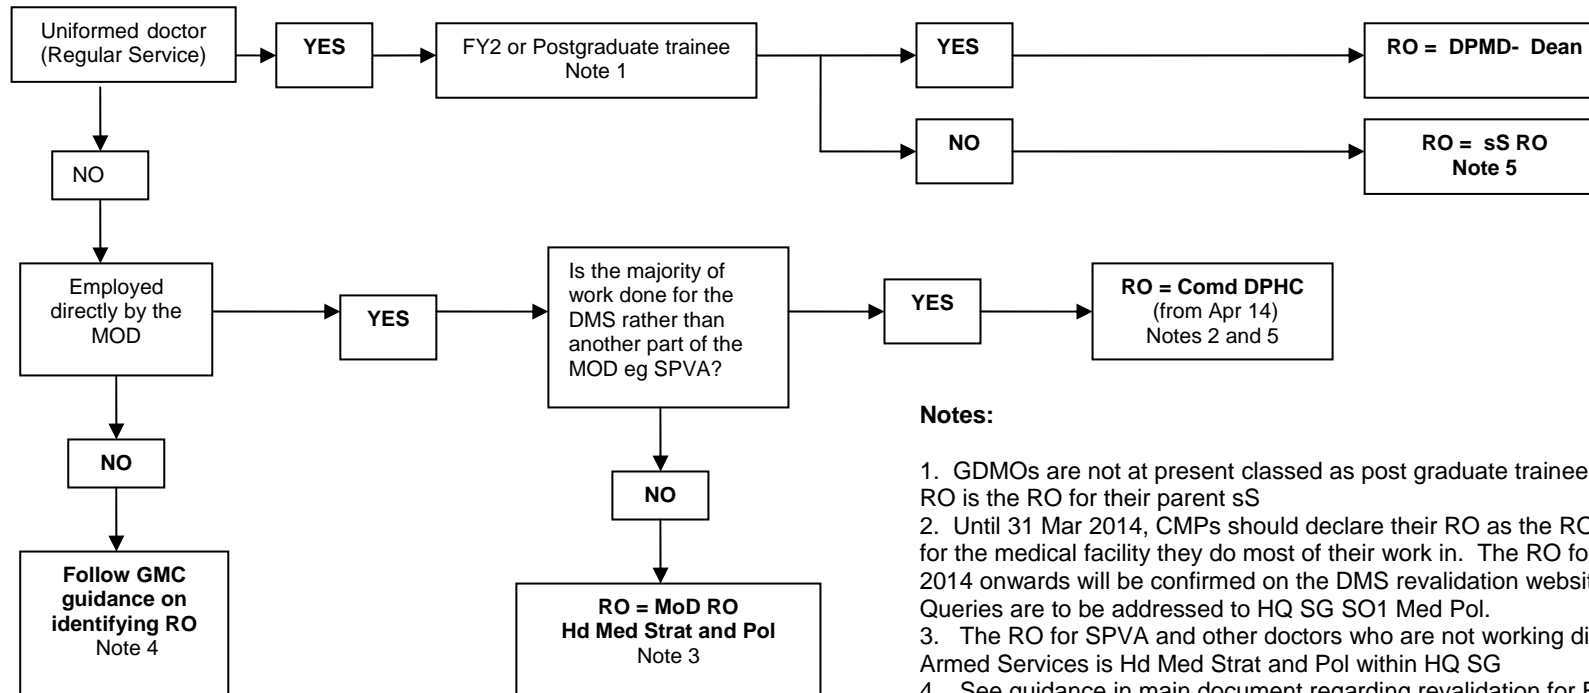 Uniformed doctor
(Regular Service)
YES
FY2 or Postgraduate trainee
Note 1
YES
RO = DPMD- Dean
NO
RO = sS RO
Note 5
NO
Employed
directly by the
MOD
YES
Is the majority of
work done for the
DMS rather than
another part of the
MOD eg SPVA?
YES
RO = Comd DPHC
(from Apr 14)
Notes 2 and 5
NO
Follow GMC
guidance on
identifying RO
Note 4
NO
RO = MoD RO
Hd Med Strat and Pol
Note 3
Notes:
1. GDMOs are not at present classed as post graduate trainee
RO is the RO for their parent sS
2. Until 31 Mar 2014, CMPs should declare their RO as the RO
for the medical facility they do most of their work in. The RO fo
2014 onwards will be confirmed on the DMS revalidation websit
Queries are to be addressed to HQ SG SO1 Med Pol.
3. The RO for SPVA and other doctors who are not working di
Armed Services is Hd Med Strat and Pol within HQ SG
4. See guidance in main document regarding revalidation for